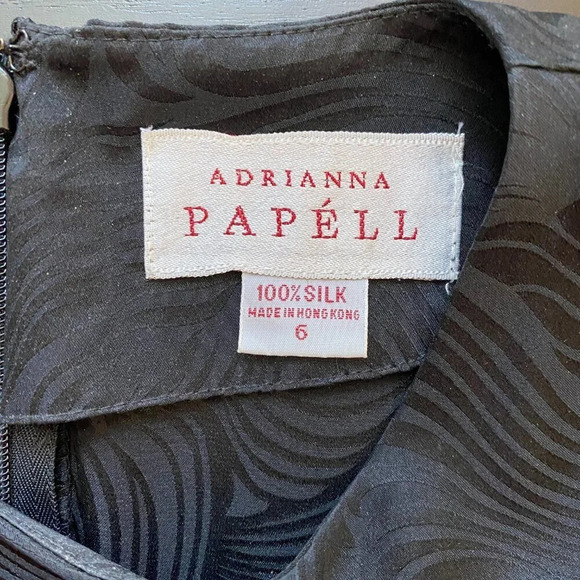 ADRIANNA
PAPÉLL
100% SILK
MADE IN HONG KONG
6